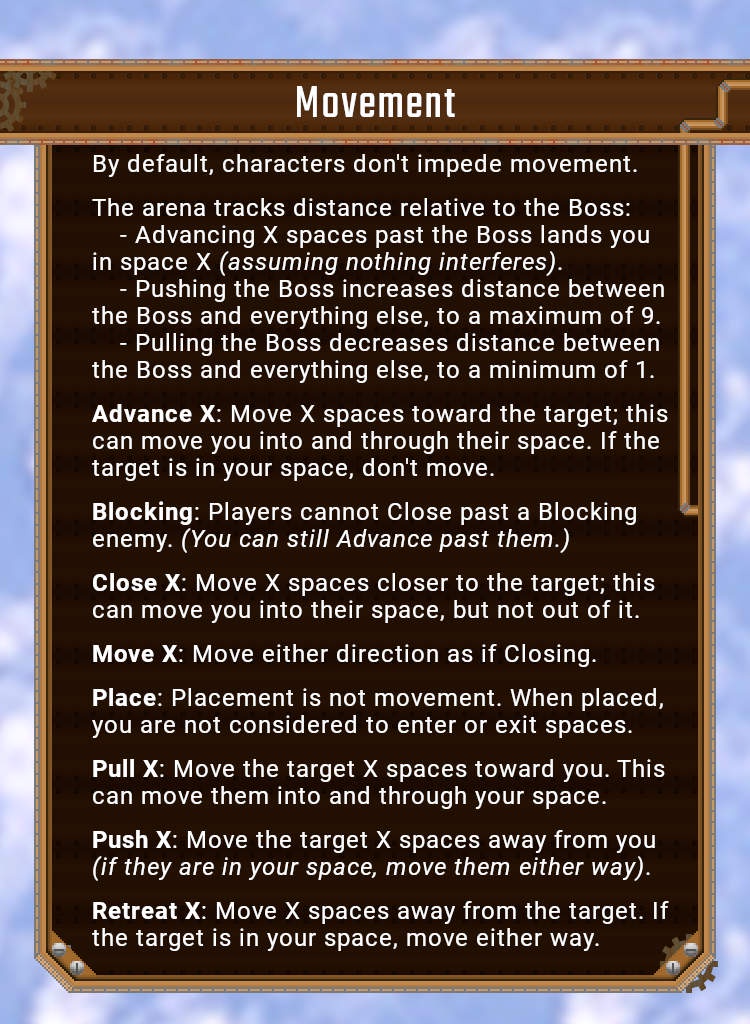 Movement
By default, characters don't impede movement.
The arena tracks distance relative to the Boss:
- Advancing X spaces past the Boss lands you
in space X (assuming nothing interferes).
- Pushing the Boss increases distance between
the Boss and everything else, to a maximum of 9.
- Pulling the Boss decreases distance between
the Boss and everything else, to a minimum of 1.
Advance X: Move X spaces toward the target; this
can move you into and through their space. If the
target is in your space, don't move.
Blocking: Players cannot Close past a Blocking
enemy. (You can still Advance past them.)
Close X: Move X spaces closer to the target; this
can move you into their space, but not out of it.
Move X: Move either direction as if Closing.
Place: Placement is not movement. When placed,
you are not considered to enter or exit spaces.
Pull X: Move the target X spaces toward you. This
can move them into and through your space.
Push X: Move the target X spaces away from you
(if they are in your space, move them either way).
Retreat X: Move X spaces away from the target. If
the target is in your space, move either way.